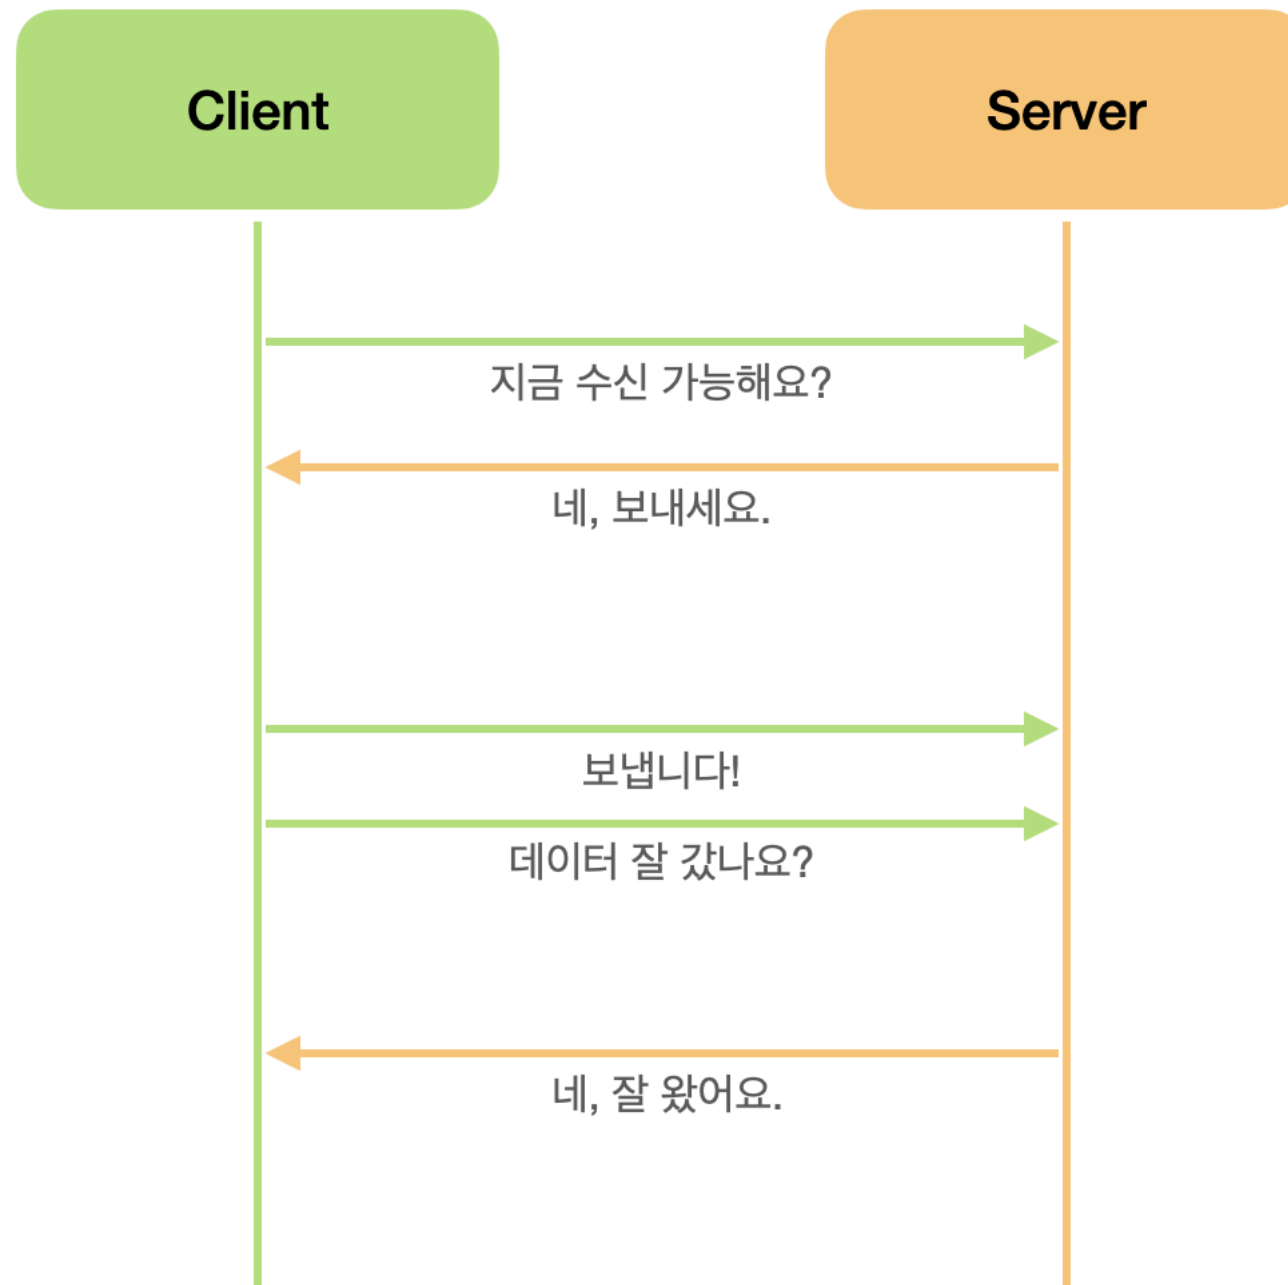 Client
Server
지금 수신 가능해요?
네, 보내세요.
보냅니다!
데이터 잘 갔나요?
네, 잘 왔어요.